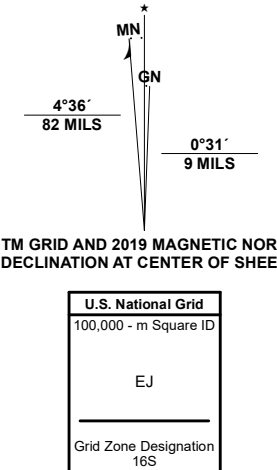 ★
MN
GN
4°36´
82 MILS
0°31´
9 MILS
TM GRID AND 2019 MAGNETIC NOR
DECLINATION AT CENTER OF SHEE
U.S. National Grid
100,000 - m Square ID
EJ
Grid Zone Designation
16S